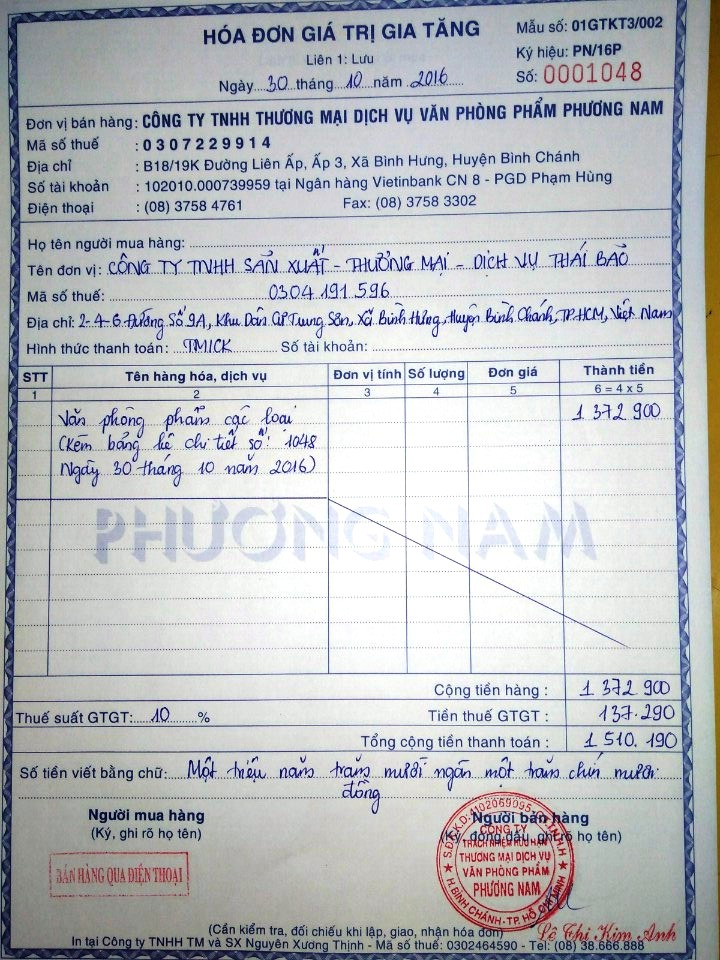 HÓA ĐƠN GIÁ TRỊ GIA TĂNG
Mẫu số: 01GTKT3/002
Liên 1: Lưu
Ký hiệu: PN/16P
Ngày 30 tháng 10 năm 2016
Số: 0001048
Đơn vị bán hàng: CÔNG TY TNHH THƯƠNG MẠI DỊCH VỤ VĂN PHÒNG PHẨM PHƯƠNG NAM
Mã số thuế : 0307229914
Địa chỉ : B18/19K Đường Liên Ấp, Ấp 3, Xã Bình Hưng, Huyện Bình Chánh
Số tài khoản : 102010.000739959 tại Ngân hàng Vietinbank CN 8 - PGD Phạm Hùng
Điện thoại : (08) 3758 4761 Fax: (08) 3758 3302
Họ tên người mua hàng:
Tên đơn vị: CÔNG TY TNHH SẢN XUẤT - THƯƠNG MẠI - DỊCH VỤ THÁI BẢO
Mã số thuế: 0304191596
Địa chỉ: 2-4-6 Đường Số 9A, Khu Dân Cư Trung Sơn, Xã Bình Hưng, Huyện Bình Chánh, TP.HCM, Việt Nam
Hình thức thanh toán: TM/CK Số tài khoản:
STT Tên hàng hóa, dịch vụ Đơn vị tính Số lượng Đơn giá Thành tiền
1 2 3 4 5 6 = 4 x 5
Văn phòng phẩm các loại 1 372 900
(Kèm bảng kê chi tiết số: 1048
Ngày 30 tháng 10 năm 2016)
PHƯƠNG NAM
Cộng tiền hàng : 1 372 900
Thuế suất GTGT: 10 % Tiền thuế GTGT : 137.290
Tổng cộng tiền thanh toán : 1 510.190
Số tiền viết bằng chữ: Một triệu năm trăm mười ngàn một trăm chín mươi
đồng
Người mua hàng
Người bán hàng
(Ký, ghi rõ họ tên)
(Ký, đóng dấu, ghi rõ họ tên)
BÁN HÀNG QUA ĐIỆN THOẠI
CÔNG TY
TRÁCH NHIỆM HỮU HẠN
THƯƠNG MẠI DỊCH VỤ
VĂN PHÒNG PHẨM
PHƯƠNG NAM
H. BÌNH CHÁNH - TP. HỒ CHÍ MINH
Lê Thị Kim Anh
(Cần kiểm tra, đối chiếu khi lập, giao, nhận hóa đơn)
In tại Công ty TNHH TM và SX Nguyên Xương Thịnh - Mã số thuế: 0302464590 - Tel: (08) 38.666.888